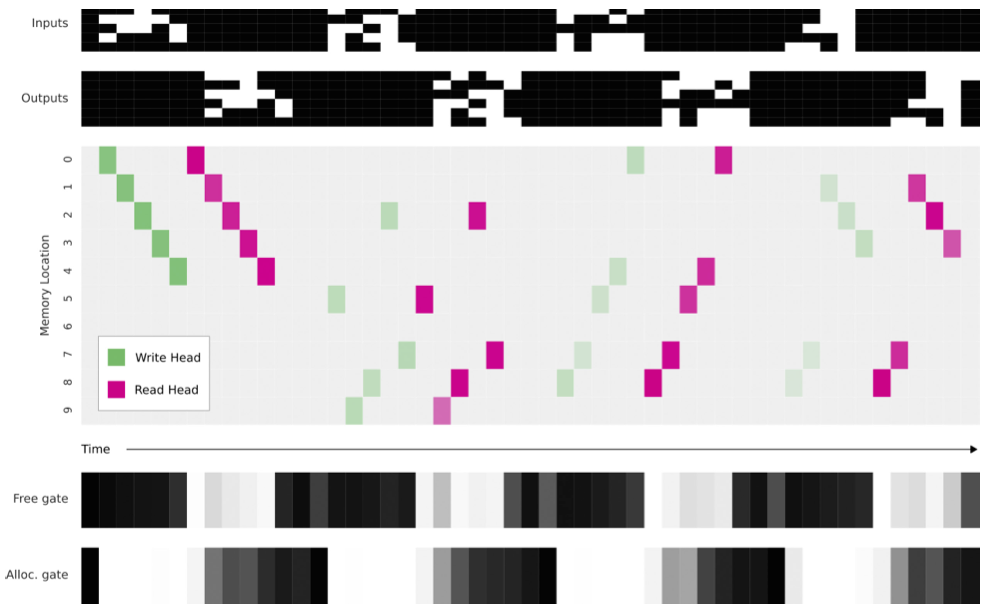 Inputs
Outputs
Memory Location
0
1
2
3
4
5
6
7
8
9
Write Head
Read Head
Time
Free gate
Alloc. gate